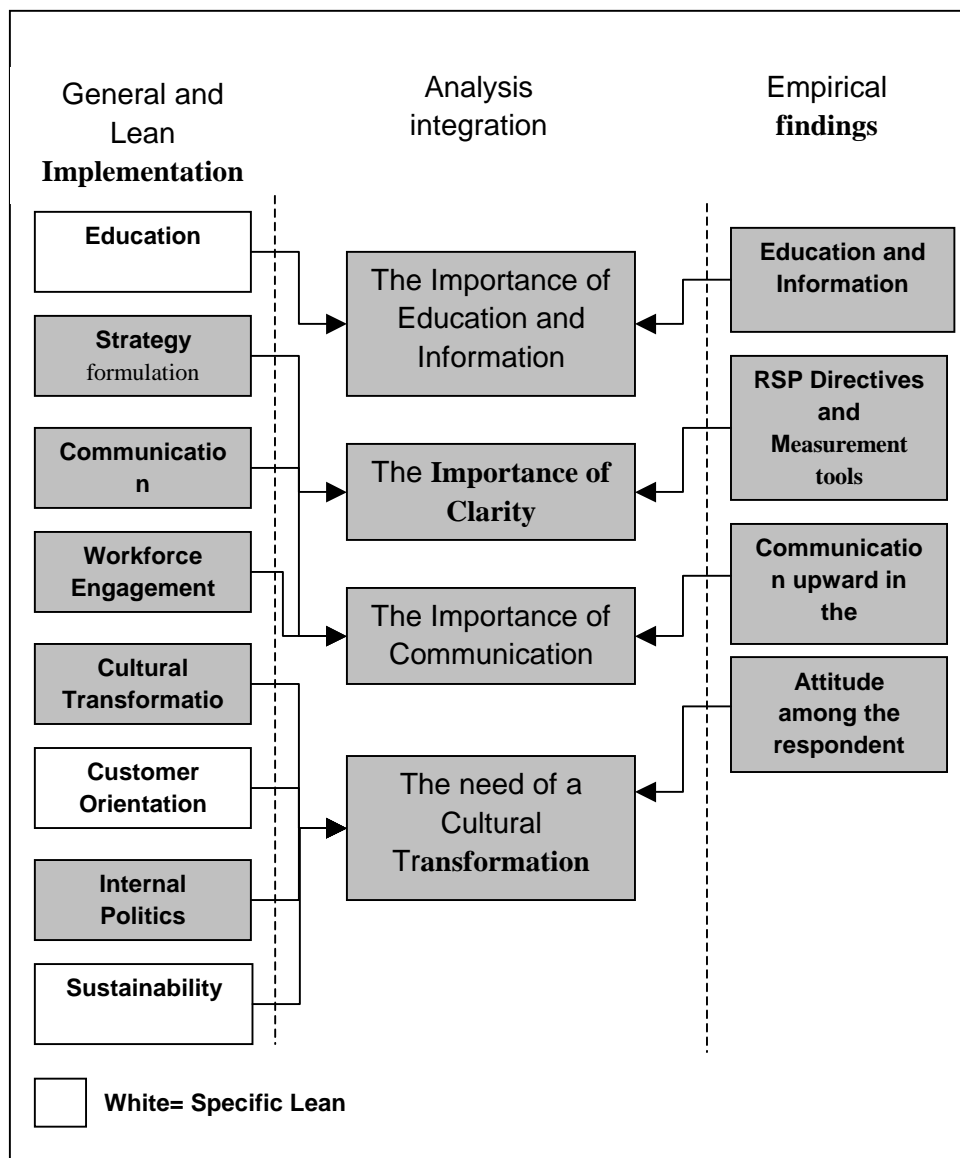 General and
Lean
Implementation
Analysis
integration
Empirical
findings
Education
Strategy
formulation
Communicatio
n
Workforce
Engagement
Cultural
Transformatio
Customer
Orientation
Internal
Politics
Sustainability
The Importance of
Education and
Information
The Importance of
Clarity
The Importance of
Communication
The need of a
Cultural
Transformation
Education and
Information
RSP Directives
and
Measurement
tools
Communicatio
n upward in
the
Attitude
among the
respondent
White= Specific Lean